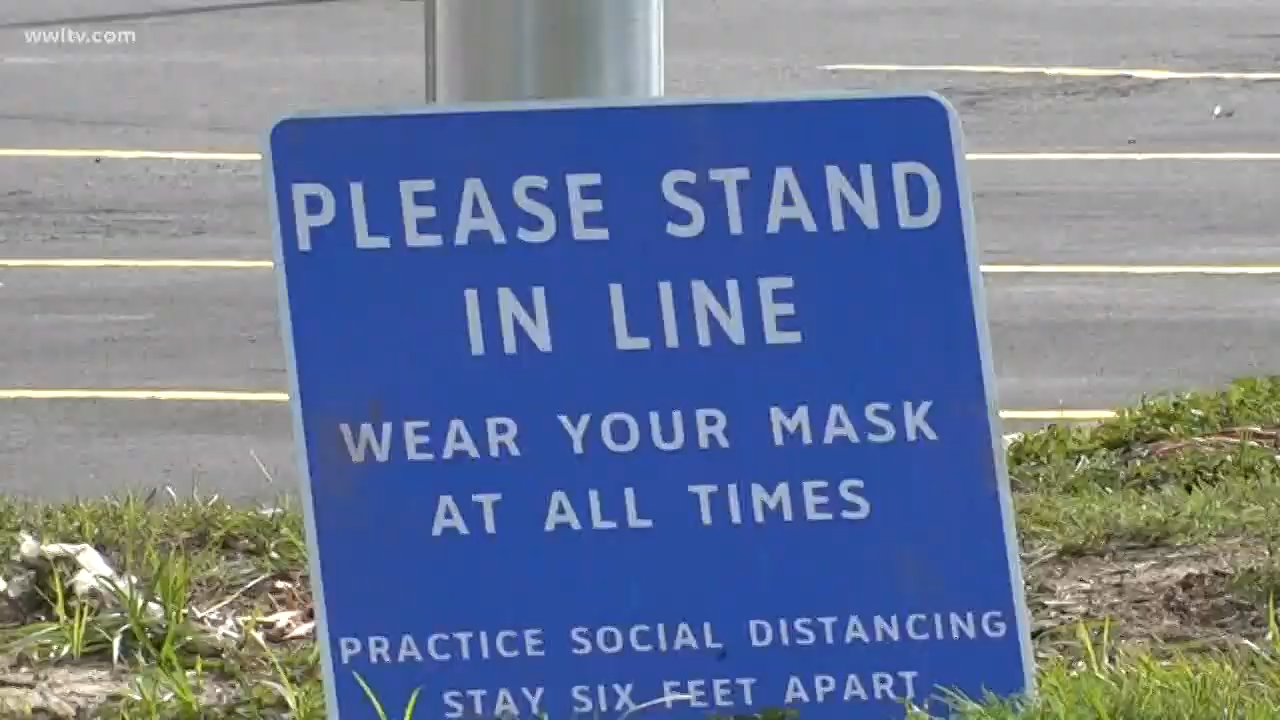 wwltv.com
PLEASE STAND
IN LINE
WEAR YOUR MASK
AT ALL TIMES
PRACTICE SOCIAL DISTANCING
STAY SIX FEET APART